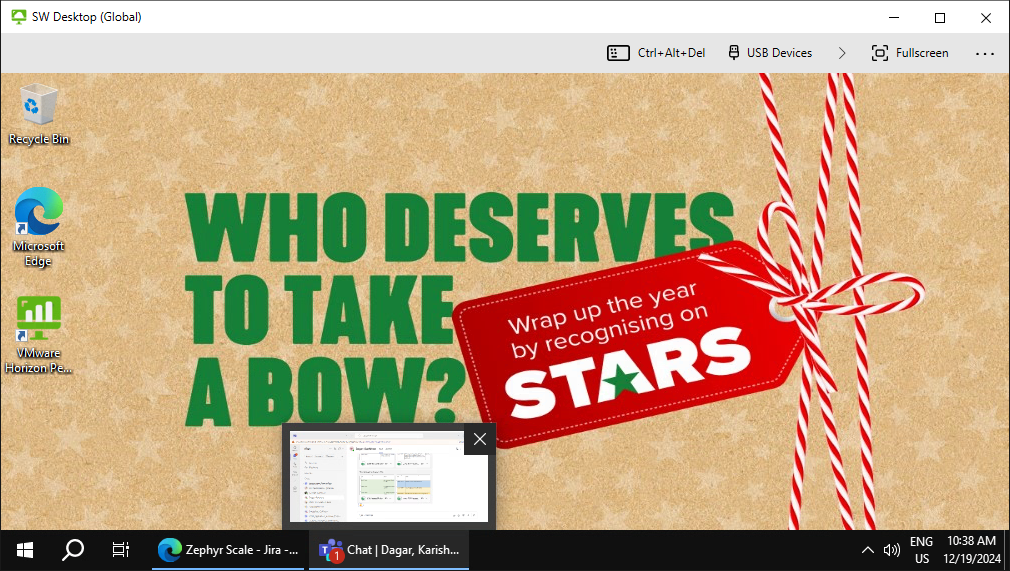 SW Desktop (Global)
Ctrl+Alt+Del
USB Devices
Fullscreen
Recycle Bin
Microsoft
Edge
VMware
Horizon Pe...
WHO DESERVES
TO TAKE
A BOW?
Wrap up the year
by recognising on
STARS
Zephyr Scale - Jira -...
1
Chat | Dagar, Karish...
ENG
US
10:38 AM
12/19/2024